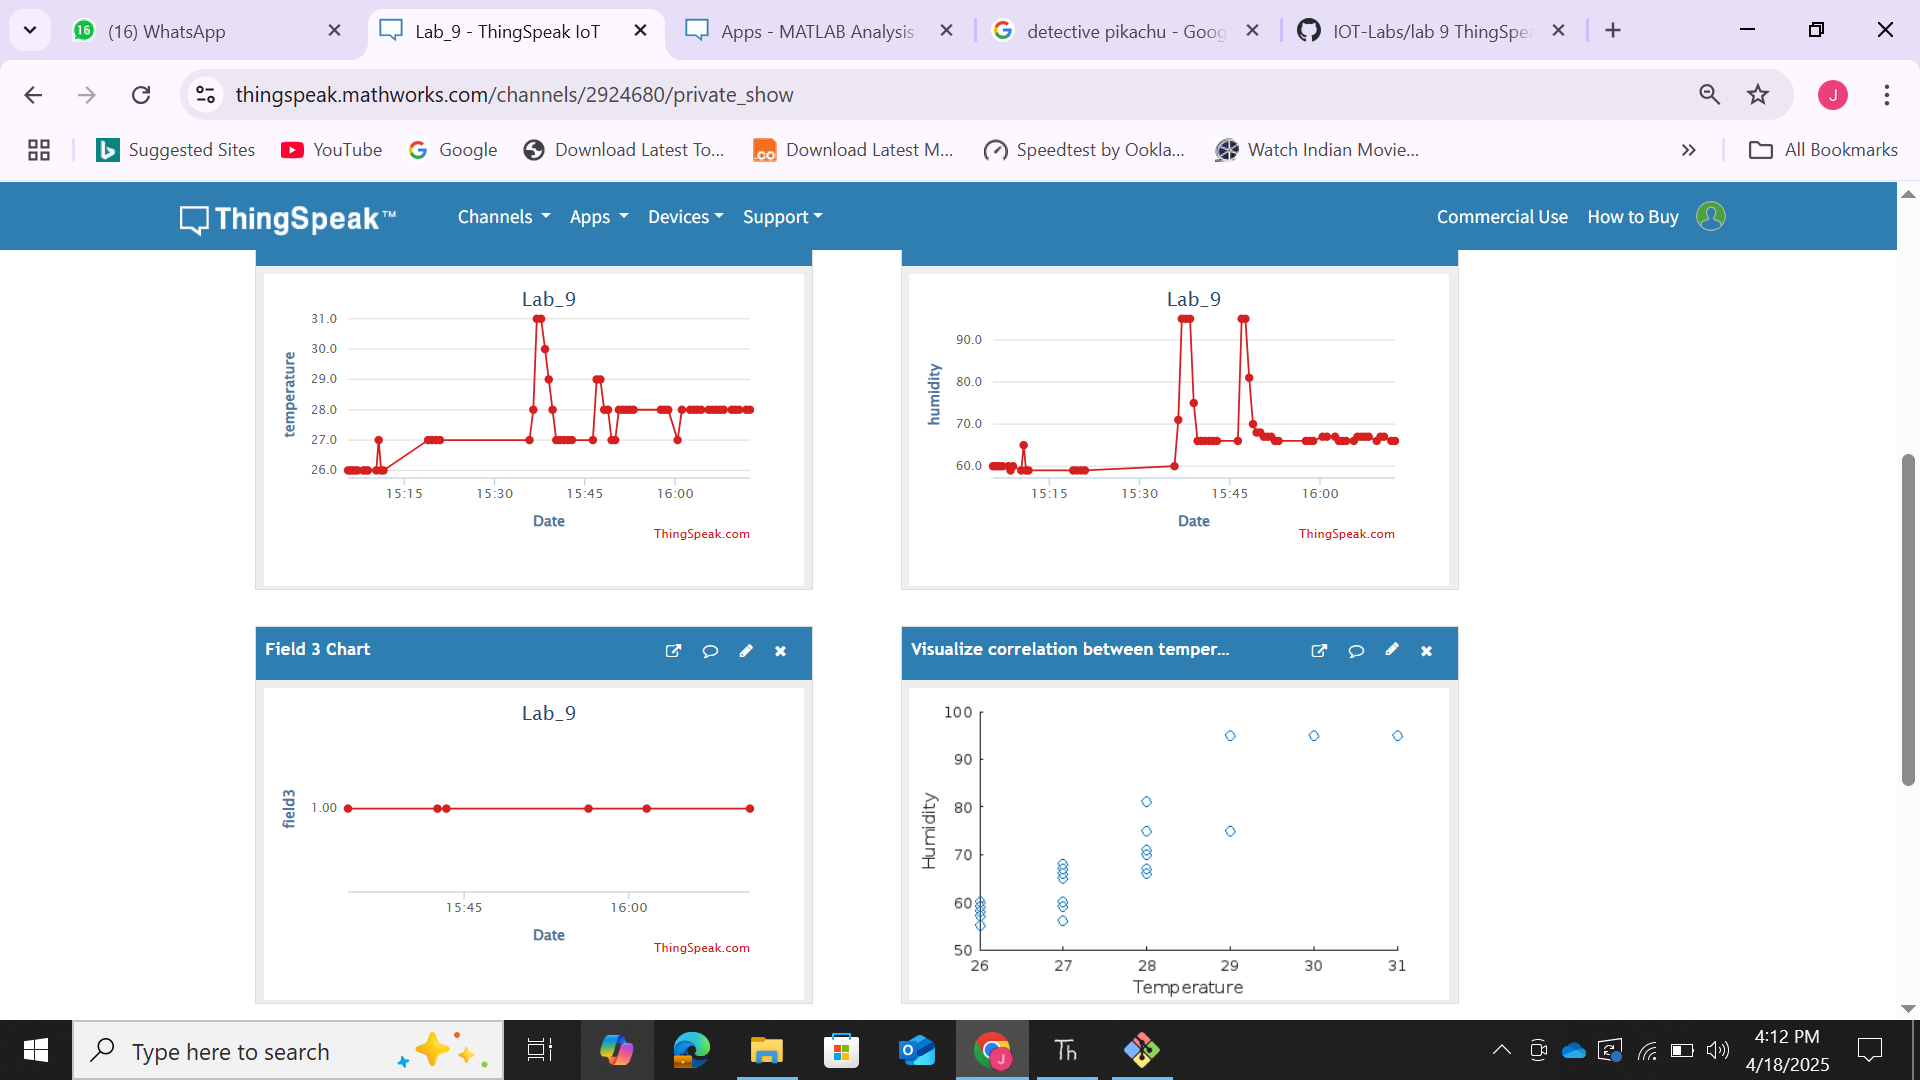 (16) WhatsApp
Lab_9 - ThingSpeak IoT
Apps - MATLAB Analysis
detective pikachu - Goog
IOT-Labs/lab 9 ThingSpea
thingspeak.mathworks.com/channels/2924680/private_show
J
Suggested Sites
YouTube
Google
Download Latest To...
Download Latest M...
Speedtest by Ookla...
Watch Indian Movie...
All Bookmarks
ThingSpeak™
Channels
Apps
Devices
Support
Commercial Use
How to Buy
Lab_9
temperature
31.0
30.0
29.0
28.0
27.0
26.0
15:15 15:30 15:45 16:00
Date
ThingSpeak.com
Lab_9
humidity
90.0
80.0
70.0
60.0
15:15 15:30 15:45 16:00
Date
ThingSpeak.com
Field 3 Chart
Lab_9
field3
1.00
15:45 16:00
Date
ThingSpeak.com
Visualize correlation between temper...
Humidity
100
90
80
70
60
50
26 27 28 29 30 31
Temperature
Type here to search
4:12 PM
4/18/2025